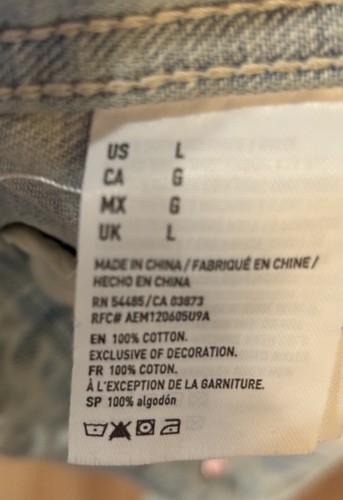 US L
CA G
MX G
UK L
MADE IN CHINA / FABRIQUÉ EN CHINE /
HECHO EN CHINA
RN 54485/CA 03873
RFC# AEM120605U9A
EN 100% COTTON.
EXCLUSIVE OF DECORATION.
FR 100% COTON.
À L'EXCEPTION DE LA GARNITURE.
SP 100% algodón